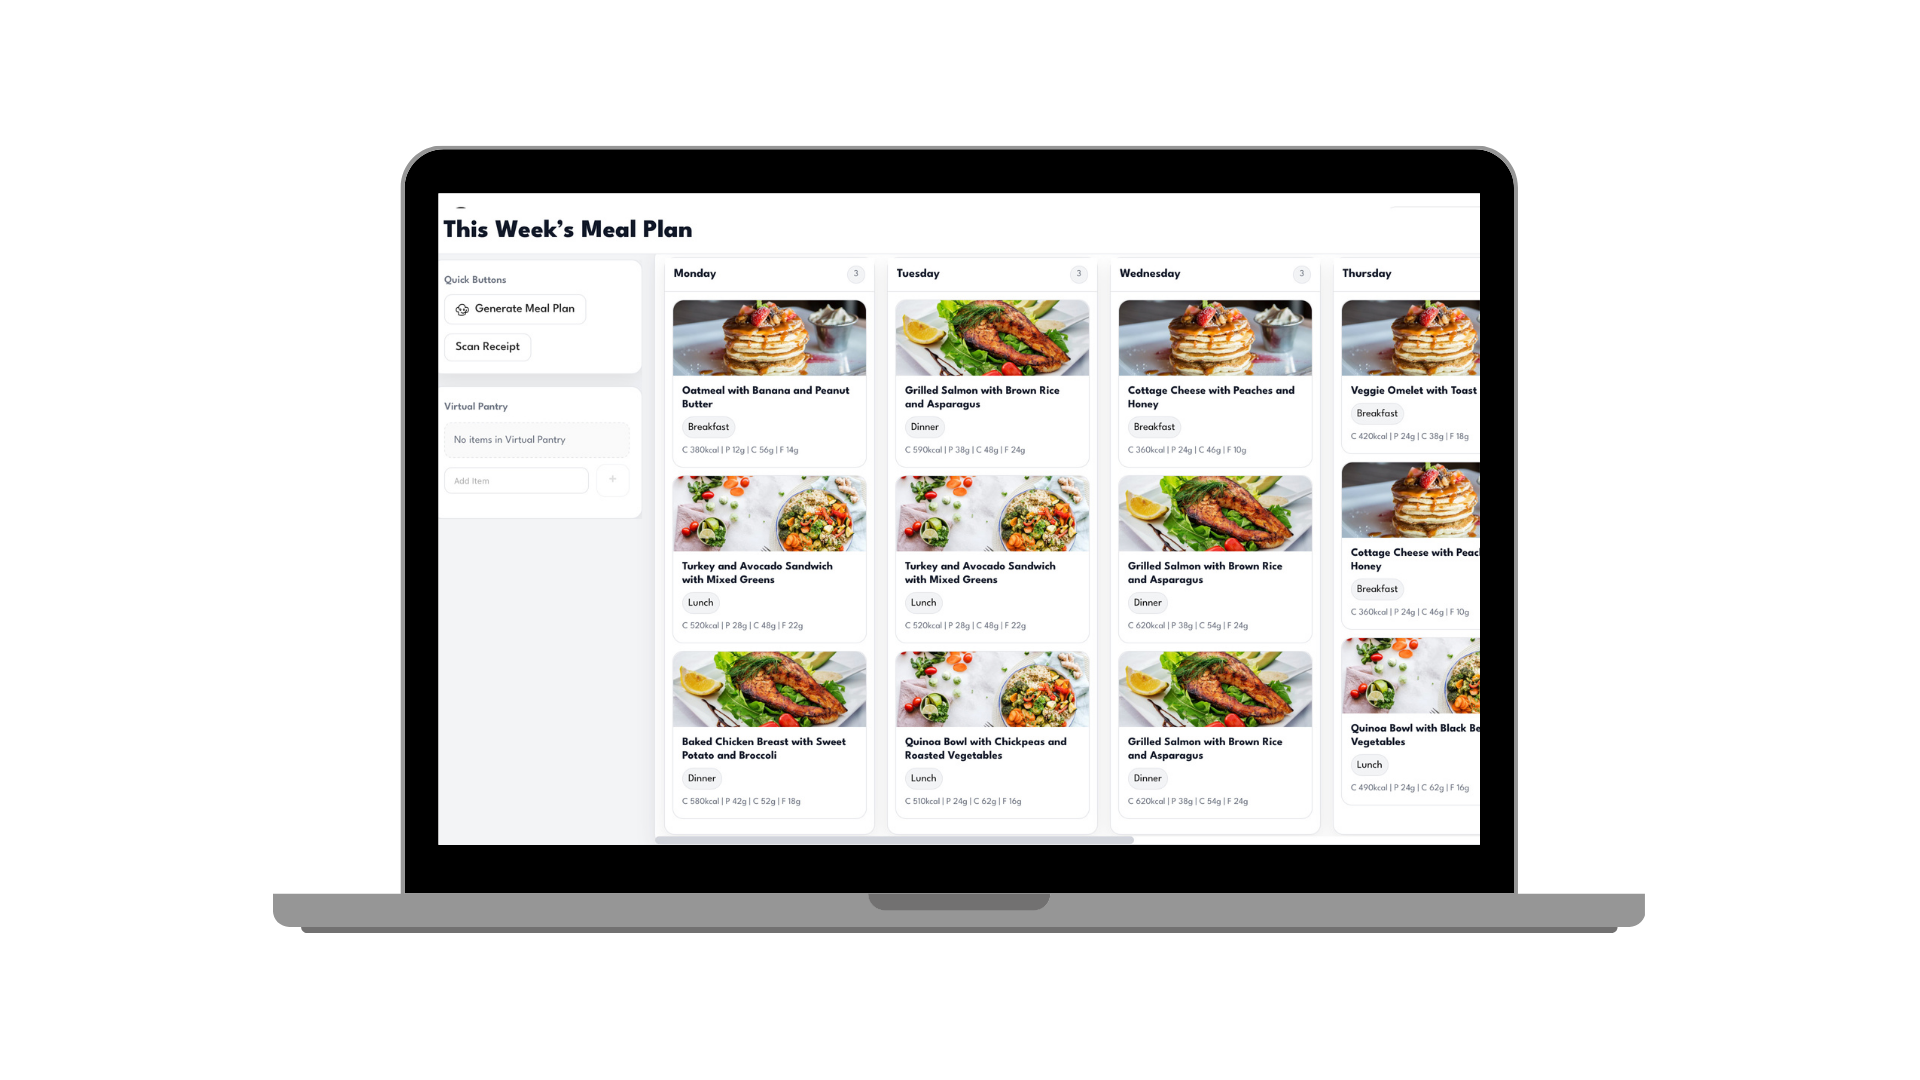 This Week's Meal Plan
Quick Buttons
Generate Meal Plan
Scan Receipt
Virtual Pantry
No items in Virtual Pantry
Add Item
+
Monday
3
Oatmeal with Banana and Peanut
Butter
Breakfast
C 380kcal | P 12g | C 56g | F 14g
Turkey and Avocado Sandwich
with Mixed Greens
Lunch
C 520kcal | P 28g | C 48g | F 22g
Baked Chicken Breast with Sweet
Potato and Broccoli
Dinner
C 580kcal | P 42g | C 52g | F 18g
Tuesday
3
Grilled Salmon with Brown Rice
and Asparagus
Dinner
C 590kcal | P 38g | C 48g | F 24g
Turkey and Avocado Sandwich
with Mixed Greens
Lunch
C 520kcal | P 28g | C 48g | F 22g
Quinoa Bowl with Chickpeas and
Roasted Vegetables
Lunch
C 510kcal | P 24g | C 62g | F 16g
Wednesday
3
Cottage Cheese with Peaches and
Honey
Breakfast
C 360kcal | P 24g | C 46g | F 10g
Grilled Salmon with Brown Rice
and Asparagus
Dinner
C 620kcal | P 38g | C 54g | F 24g
Grilled Salmon with Brown Rice
and Asparagus
Dinner
C 620kcal | P 38g | C 54g | F 24g
Thursday
Veggie Omelet with Toast
Breakfast
C 420kcal | P 24g | C 38g | F 18g
Cottage Cheese with Peac
Honey
Breakfast
C 360kcal | P 24g | C 46g | F 10g
Quinoa Bowl with Black Be
Vegetables
Lunch
C 490kcal | P 24g | C 62g | F 16g